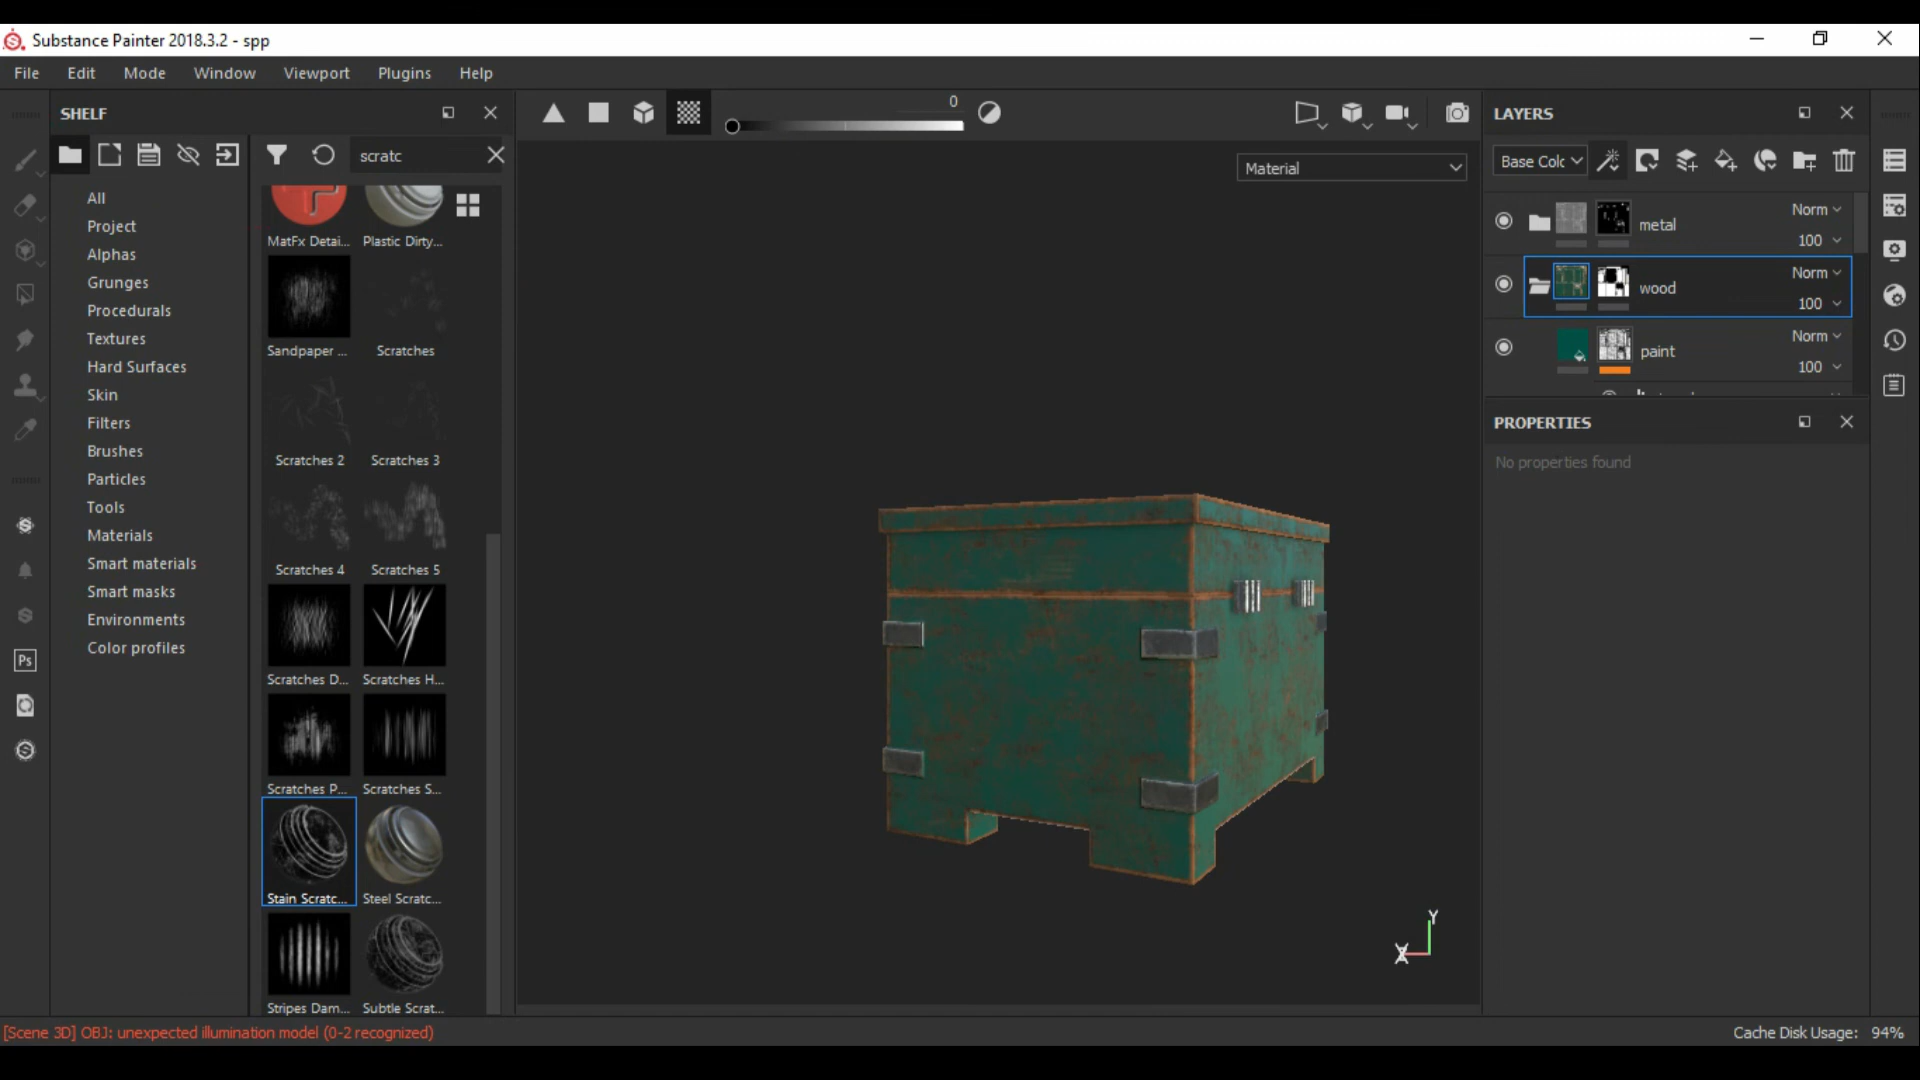 Substance Painter 2018.3.2 - spp
File Edit Mode Window Viewport Plugins Help
SHELF
scratc
All
Project
Alphas
Grunges
Procedurals
Textures
Hard Surfaces
Skin
Filters
Brushes
Particles
Tools
Materials
Smart materials
Smart masks
Environments
Color profiles
MatFx Detai... Plastic Dirty...
Sandpaper ... Scratches
Scratches 2 Scratches 3
Scratches 4 Scratches 5
Scratches D... Scratches H...
Scratches P... Scratches S...
Stain Scratc... Steel Scratc...
Stripes Dam... Subtle Scrat...
0
Material
Y
X
LAYERS
Base Colc
metal Norm 100
wood Norm 100
paint Norm 100
PROPERTIES
No properties found
Ps
[Scene 3D] OBJ: unexpected illumination model (0-2 recognized)
Cache Disk Usage: 94%